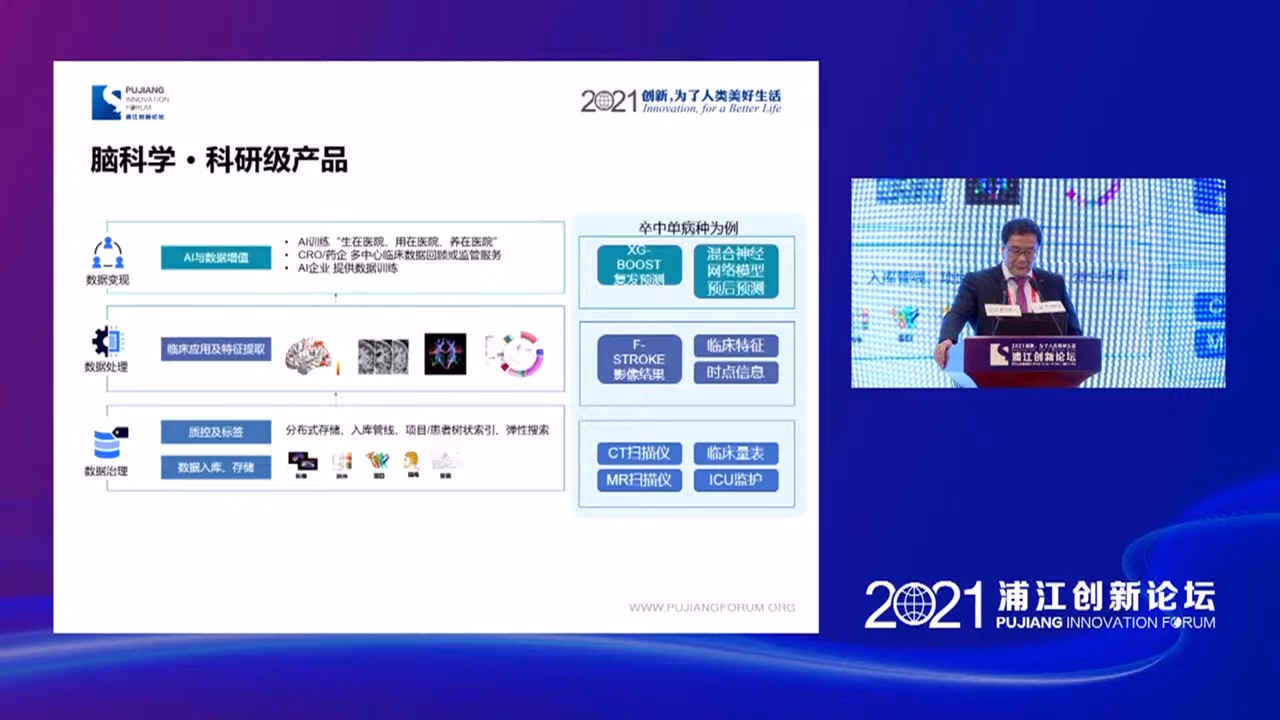 PUJIANG
INNOVATION
FORUM
浦江创新论坛
2021 创新,为了人类美好生活
Innovation, for a Better Life
脑科学·科研级产品
数据变现
AI与数据增值
• AI训练“生在医院、用在医院、养在医院”
• CRO/药企 多中心临床数据回顾或监管服务
• AI企业 提供数据训练
数据处理
临床应用及特征提取
数据治理
质控及标签
数据入库、存储
分布式存储、入库管线、项目/患者树状索引、弹性搜索
卒中单病种为例
XG-
BOOST
复发预测
混合神经
网络模型
预后预测
F-
STROKE
影像结果
临床特征
时点信息
CT扫描仪
临床量表
MR扫描仪
ICU监护
WWW.PUJIANGFORUM.ORG
入库管线
浦江创新论坛
2021 浦江创新论坛
PUJIANG INNOVATION FORUM